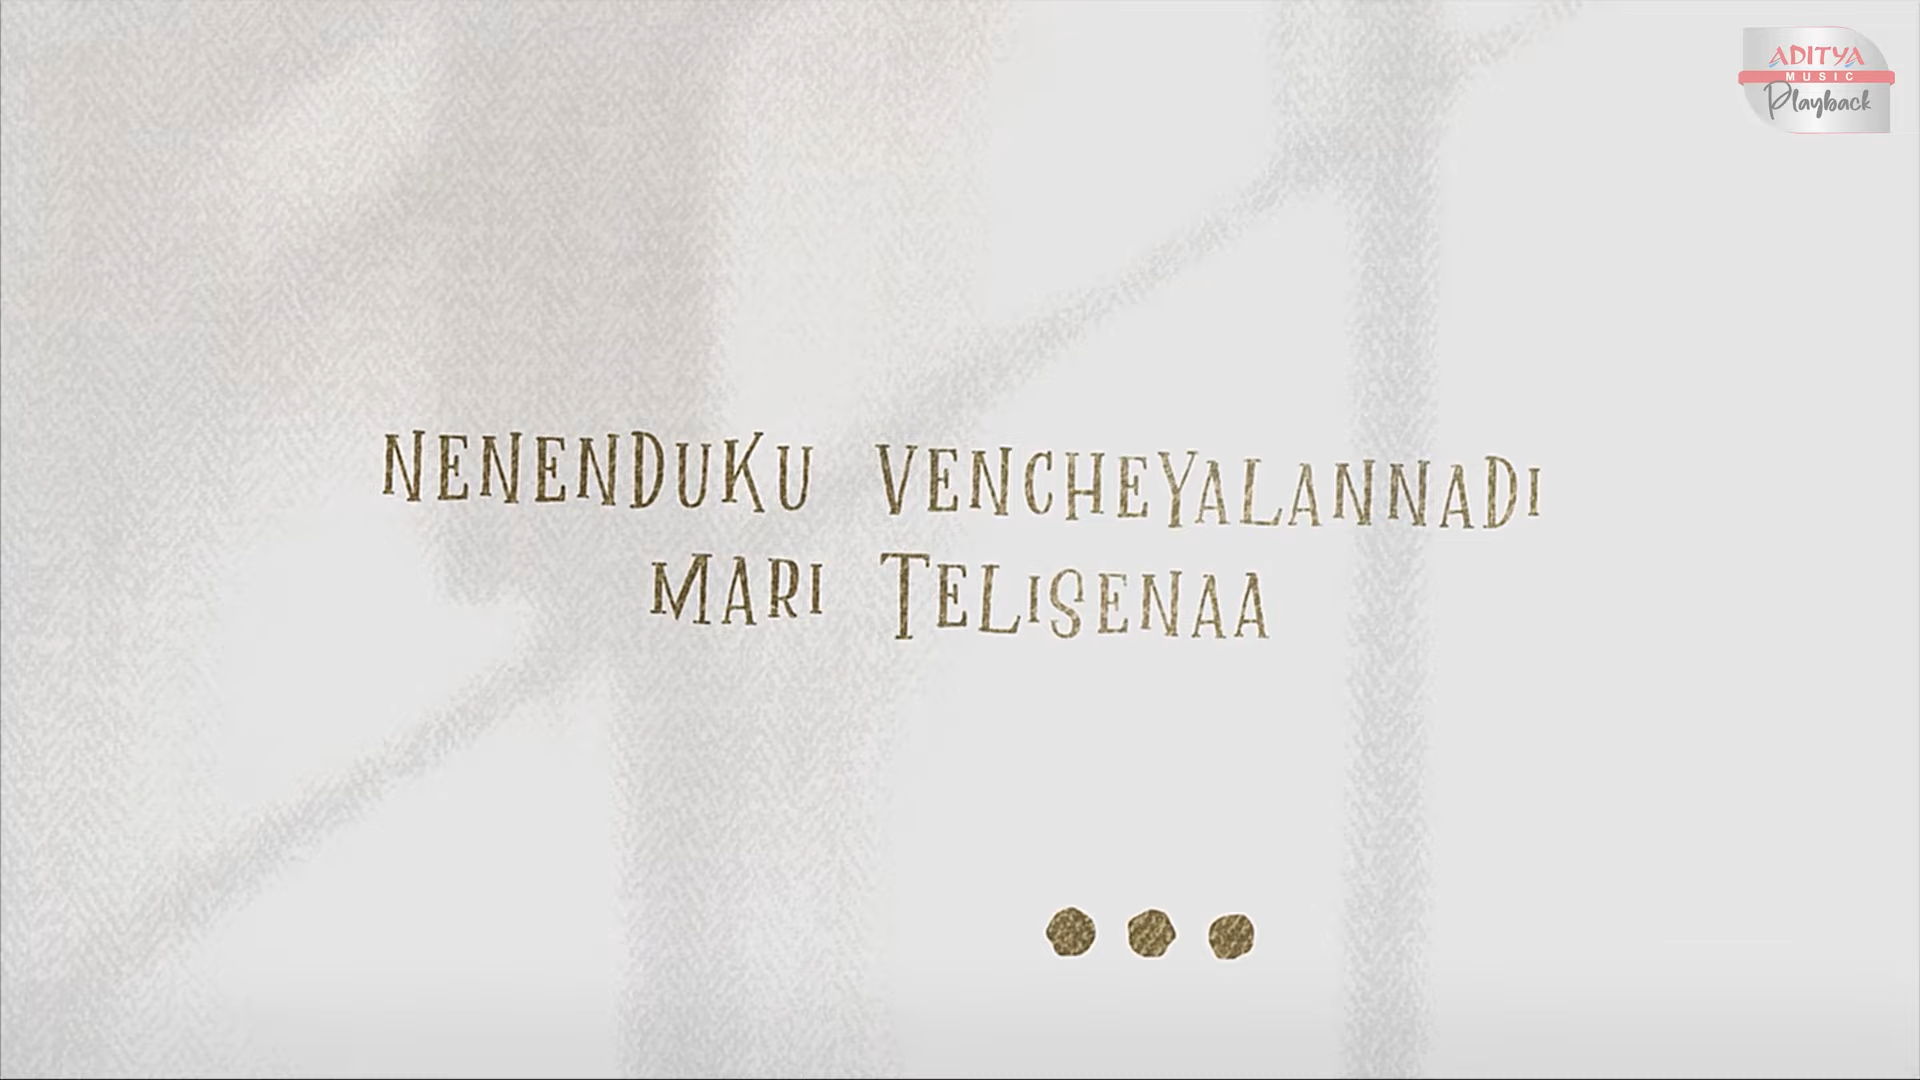 ADITYA
MUSIC
Playback
NENENDUKU VENCHEYALANNADI
MARI TELISENAA
●●●